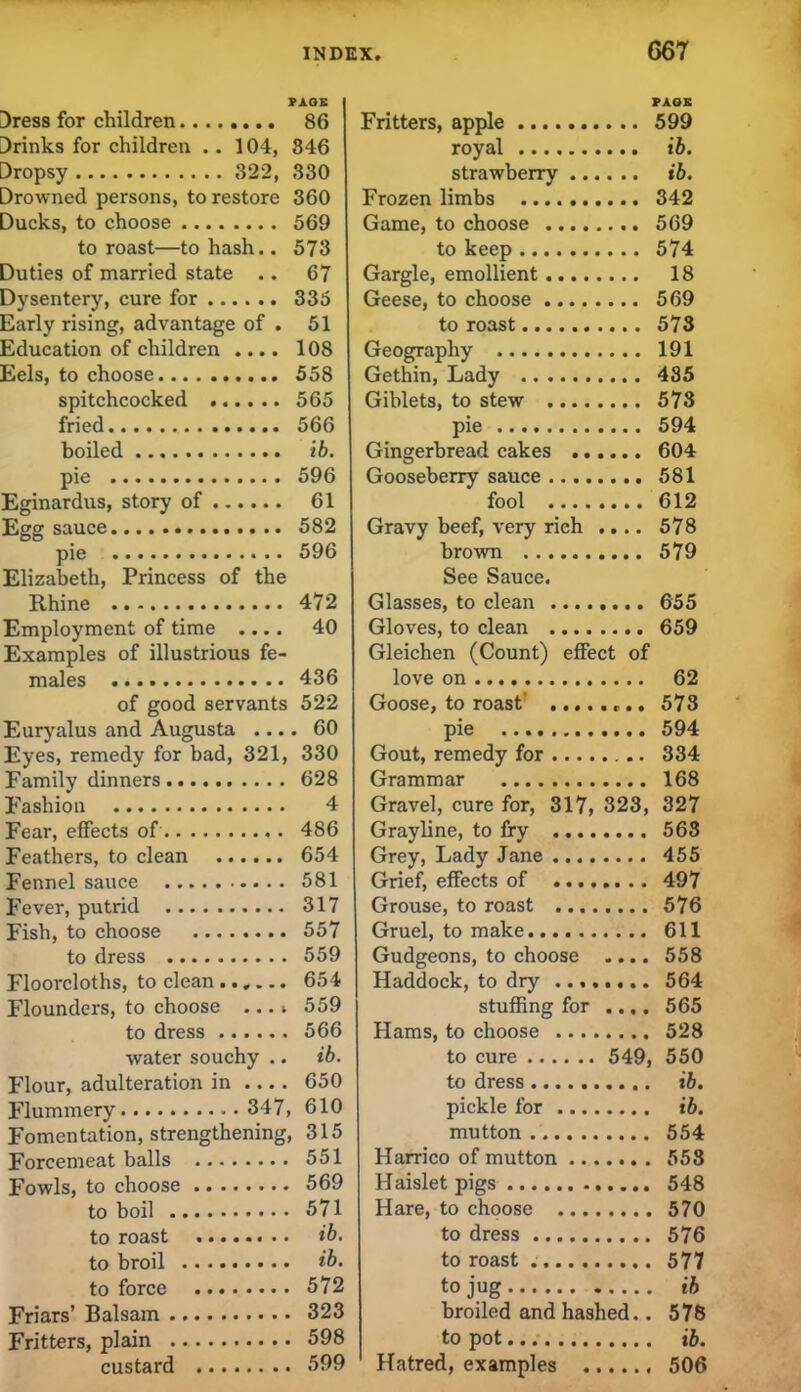 INDEX. 667
PAGE
Dress for children........ 86
Drinks for children .. 104, 346
Dropsy............ 322, 330
Drowned persons, to restore 360
Ducks, to choose......... 569
to roast—to hash.. 573
Duties of married state .. 67
Dysentery, cure for...... 335
Early rising, advantage of . 51
Education of children .... 108
Eels, to choose.......... 558
spitchcocked ...... 565
fried............. 566
boiled............ ib.
pie .............. 596
Eginardus, story of...... 61
Egg sauce.............. 582
pie .............. 596
Elizabeth, Princess of the
Rhine .............. 472
Employment of time .... 40
Examples of illustrious fe-
males .............. 436
of good servants 522
Euryalus and Augusta .... 60
Eyes, remedy for bad, 321, 330
Family dinners.......... 628
Fashion .............. 4
Fear, effects of.......... 486
Feathers, to clean ...... 654
Fennel sauce .......... 581
Fever, putrid .......... 317
Fish, to choose ........ 557
to dress .......... 559
Floorcloths, to clean...... 654
Flounders, to choose .... 559
to dress...... 566
water souchy .. ib.
Flour, adulteration in .... 650
Flummery.......... 347, 610
Fomentation, strengthening, 315
Forcemeat balls ........ 551
Fowls, to choose........ 569
to boil.......... 571
to roast ........ ib.
to broil ......... ib.
to force ........ 572
Friars' Balsam.......... 323
Fritters, plain .......... 598
custard ........ 599
PAGE
Fritters, apple .......... 599
royal .......... ib.
strawberry...... ib.
Frozen limbs .......... 342
Game, to choose ........ 569
to keep........... 574
Gargle, emollient........ 18
Geese, to choose........ 569
to roast.......... 573
Geography ............ 191
Gethin, Lady .......... 435
Giblets, to stew ........ 573
pie ............ 594
Gingerbread cakes ...... 604
Gooseberry sauce........ 581
fool ........ 612
Gravy beef, very rich .... 578
brown .......... 579
See Sauce.
Glasses, to clean ........ 655
Gloves, to clean ........ 659
Gleichen (Count) effect of
love on.............. 62
Goose, to roast ........ 573
pie ............ 594
Gout, remedy for........ 334
Grammar ............ 168
Gravel, cure for, 317, 323, 327
Grayline, to fry ........ 563
Grey, Lady Jane........ 455
Grief, effects of ........ 497
Grouse, to roast ........ 576
Gruel, to make.......... 611
Gudgeons, to choose .... 558
Haddock, to dry ........ 564
stuffing for .... 565
Hams, to choose ........ 528
to cure...... 549, 550
to dress.......... ib.
pickle for ........ ib.
mutton........... 554
Harrico of mutton....... 553
Haislet pigs............ 548
Hare, to choose ........ 570
to dress.......... 576
to roast.......... 577
to jug........... ib
broiled and hashed.. 578
to pot............ ib.
Hatred, examples ...... 506